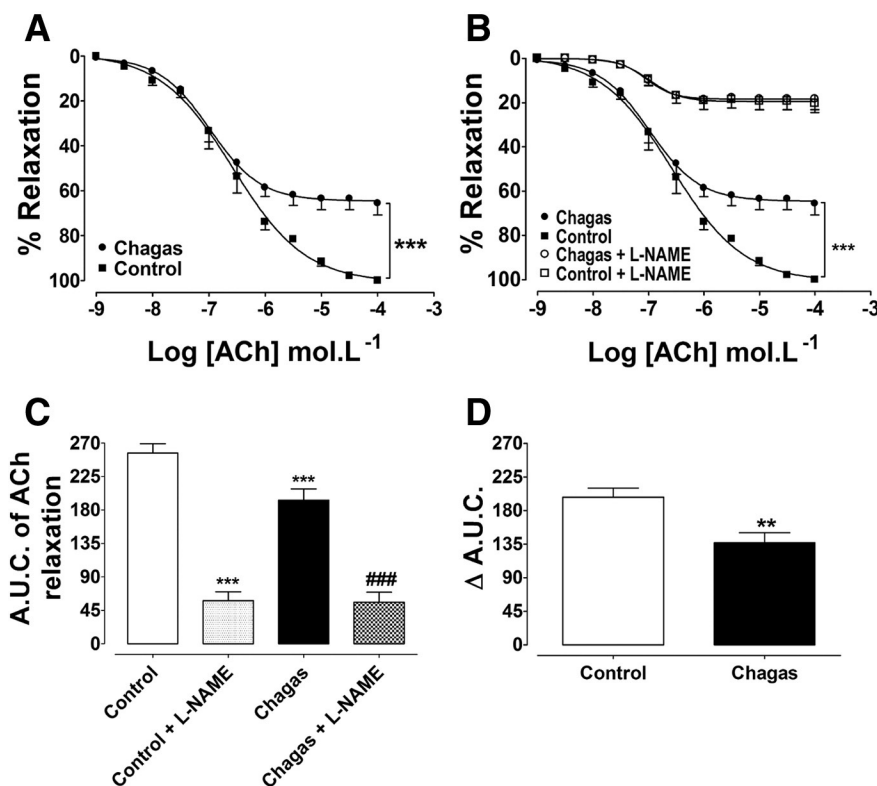 A
% Relaxation
0
20
40
60
80
100
Chagas
Control
***
-9 -8 -7 -6 -5 -4 -3
Log [ACh] mol.L-1
B
% Relaxation
0
20
40
60
80
100
Chagas
Control
Chagas + L-NAME
Control + L-NAME
***
-9 -8 -7 -6 -5 -4 -3
Log [ACh] mol.L-1
C
A.U.C. of ACh
relaxation
270
225
180
135
90
45
0
***
***
###
Control
Control + L-NAME
Chagas
Chagas + L-NAME
D
Δ A.U.C.
270
225
180
135
90
45
0
**
Control Chagas